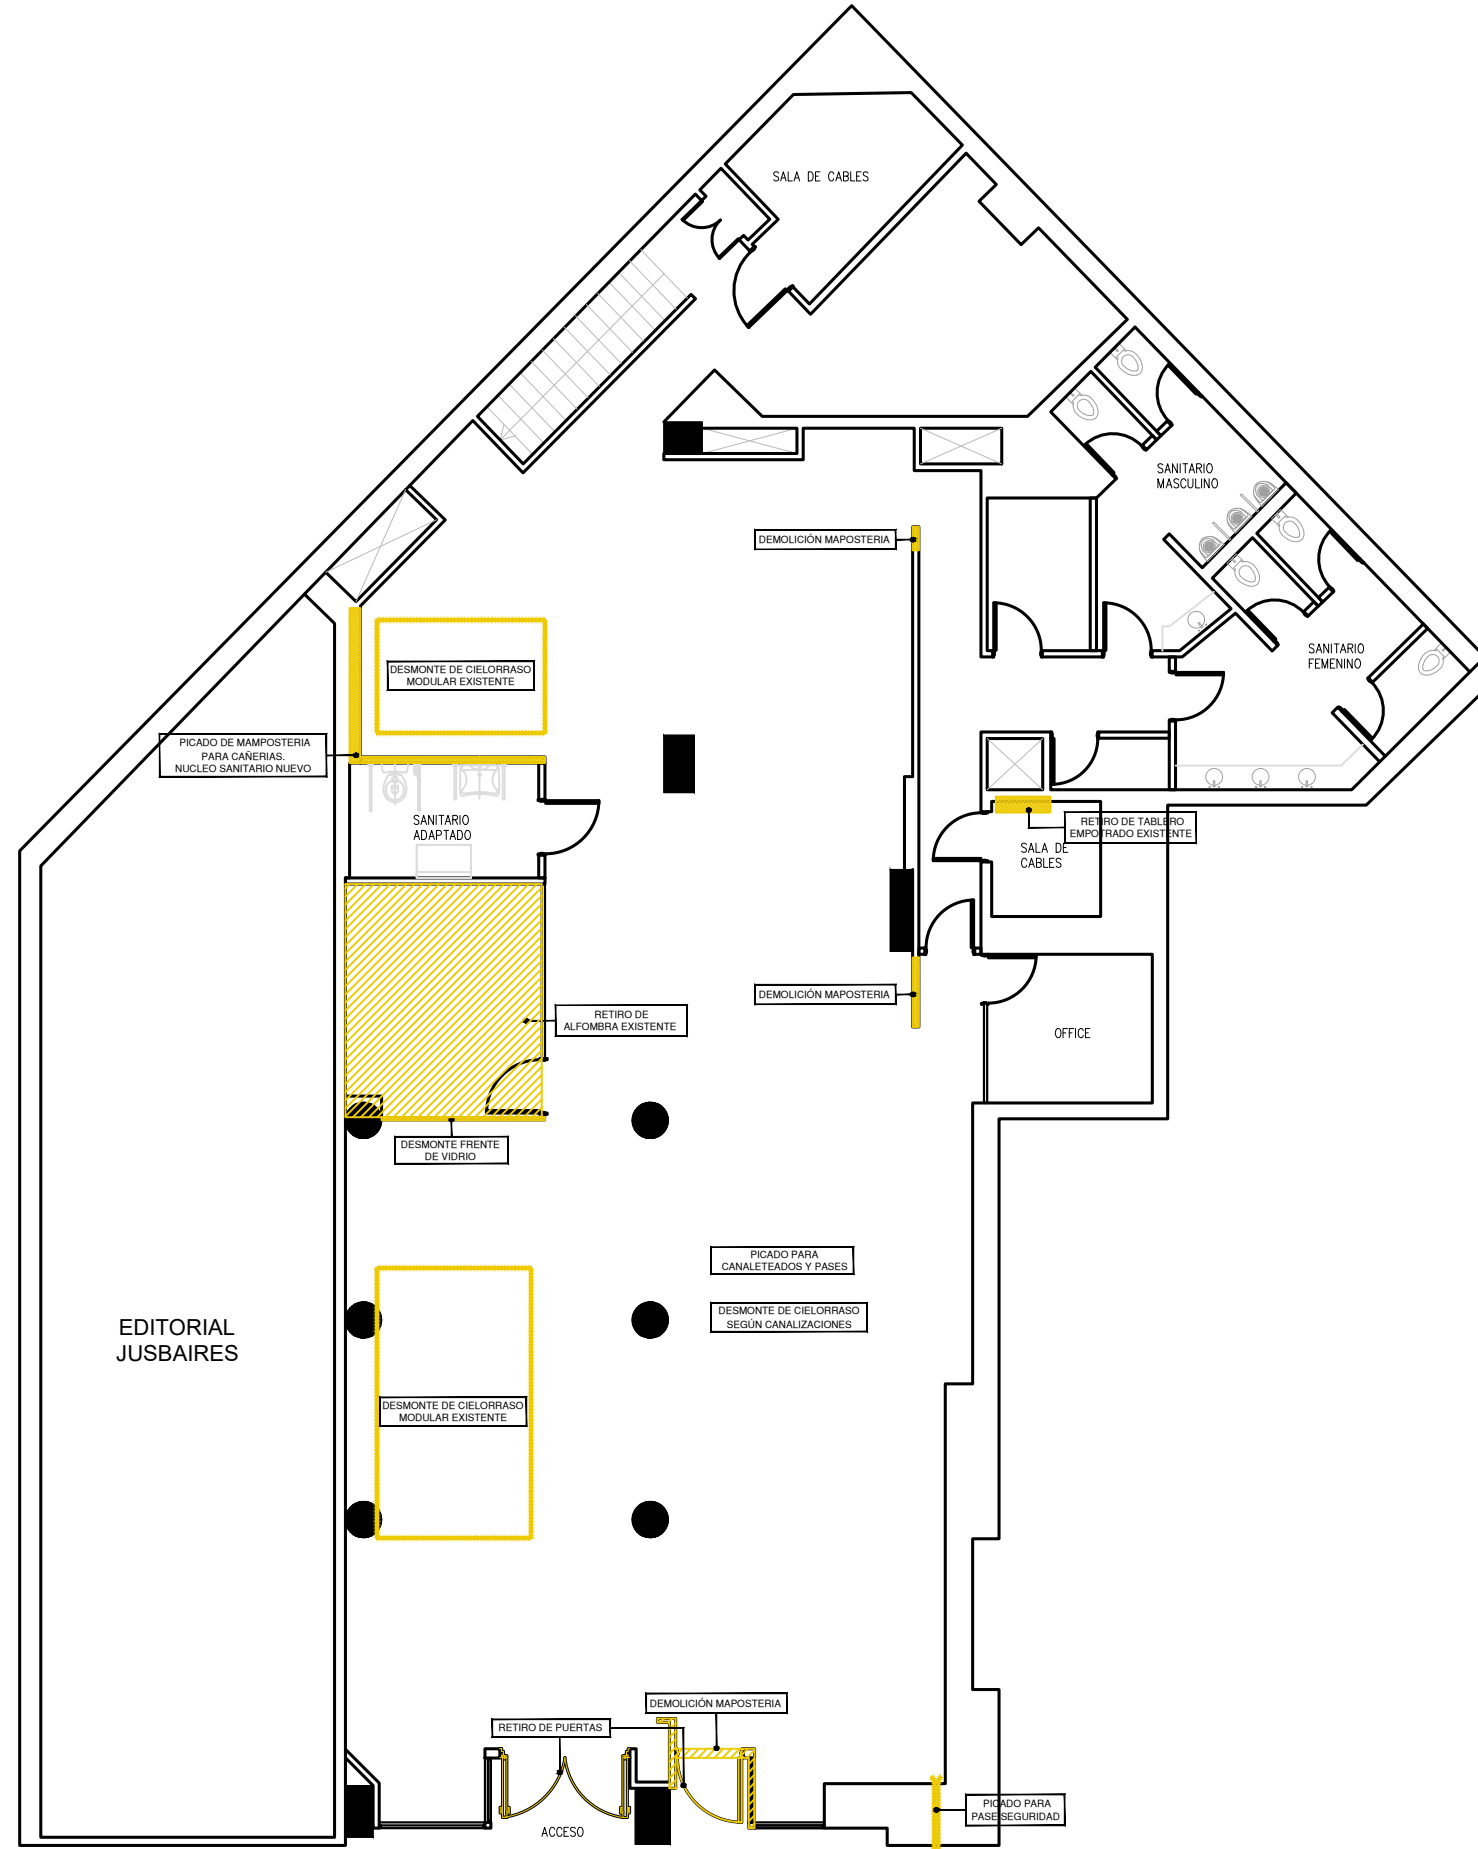 SALA DE CABLES
SANITARIO
MASCULINO
DEMOLICIÓN MAPOSTERIA
SANITARIO
FEMENINO
DESMONTE DE CIELORRASO
MODULAR EXISTENTE
PICADO DE MAMPOSTERIA
PARA CAÑERIAS.
NUCLEO SANITARIO NUEVO
SANITARIO
ADAPTADO
RETIRO DE TABLERO
EMPOTRADO EXISTENTE
SALA DE
CABLES
DEMOLICIÓN MAPOSTERIA
RETIRO DE
ALFOMBRA EXISTENTE
OFFICE
DESMONTE FRENTE
DE VIDRIO
PICADO PARA
CANALETEADOS Y PASES
DESMONTE DE CIELORRASO
SEGÚN CANALIZACIONES
EDITORIAL
JUSBAIRES
DESMONTE DE CIELORRASO
MODULAR EXISTENTE
DEMOLICIÓN MAPOSTERIA
RETIRO DE PUERTAS
PICADO PARA
PASE SEGURIDAD
ACCESO